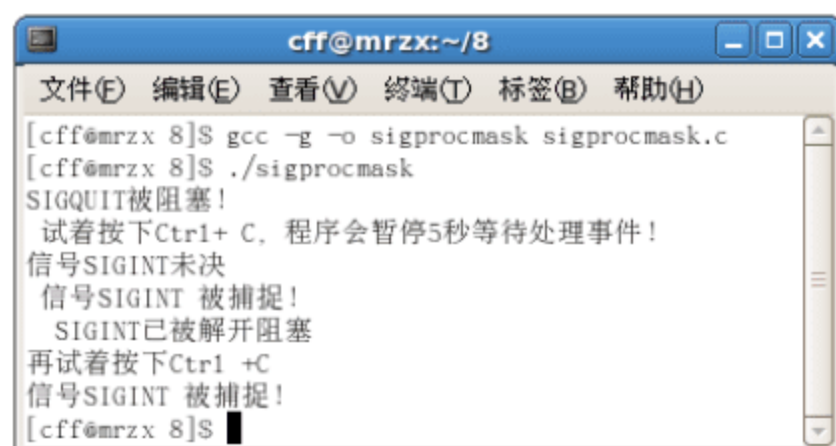 cff@mrzx:~/8
文件(F) 编辑(E) 查看(V) 终端(T) 标签(B) 帮助(H)
[cff@mrzx 8]$ gcc -g -o sigprocmask sigprocmask.c
[cff@mrzx 8]$ ./sigprocmask
SIGQUIT被阻塞!
试着按下Ctrl+ C, 程序会暂停5秒等待处理事件!
信号SIGINT未决
信号SIGINT 被捕捉!
SIGINT已被解开阻塞
再试着按下Ctrl +C
信号SIGINT 被捕捉!
[cff@mrzx 8]$